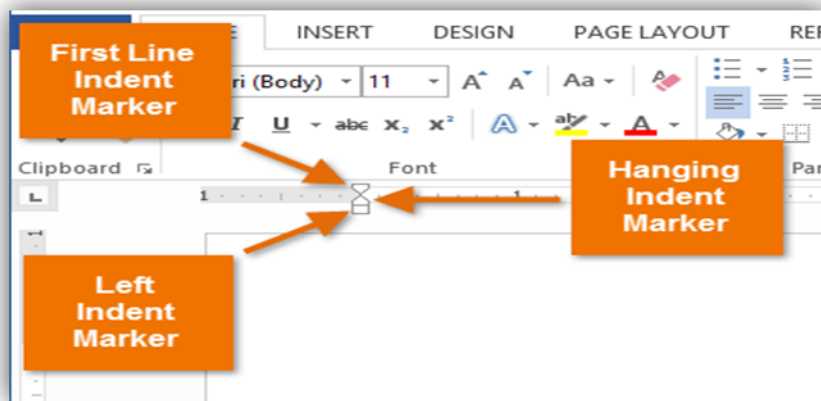 INSERT DESIGN PAGE LAYOUT
First Line
Indent
Marker
(Body) 11 A A Aa
U abc x₂ x² A ab A
Clipboard Font
Hanging
Indent
Marker
L 1 1
Left
Indent
Marker